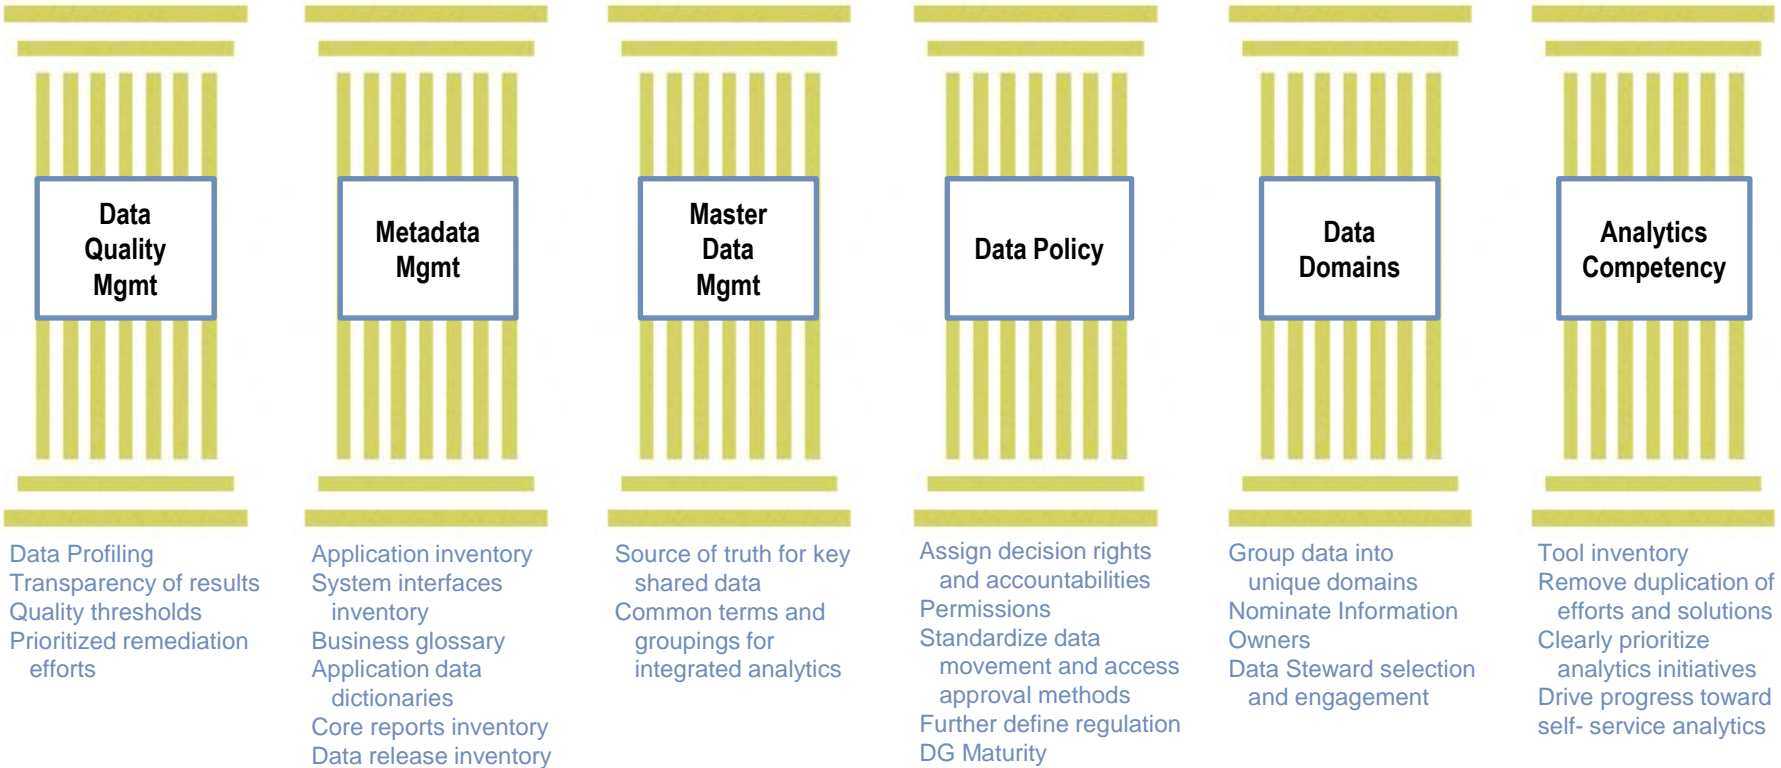 Data
Quality
Mgmt
Metadata
Mgmt
Master
Data
Mgmt
Data Policy
Data
Domains
Analytics
Competency
Data Profiling
Transparency of results
Quality thresholds
Prioritized remediation
efforts
Application inventory
System interfaces
inventory
Business glossary
Application data
dictionaries
Core reports inventory
Data release inventory
Source of truth for key
shared data
Common terms and
groupings for
integrated analytics
Assign decision rights
and accountabilities
Permissions
Standardize data
movement and access
approval methods
Further define regulation
DG Maturity
Group data into
unique domains
Nominate Information
Owners
Data Steward selection
and engagement
Tool inventory
Remove duplication of
efforts and solutions
Clearly prioritize
analytics initiatives
Drive progress toward
self- service analytics